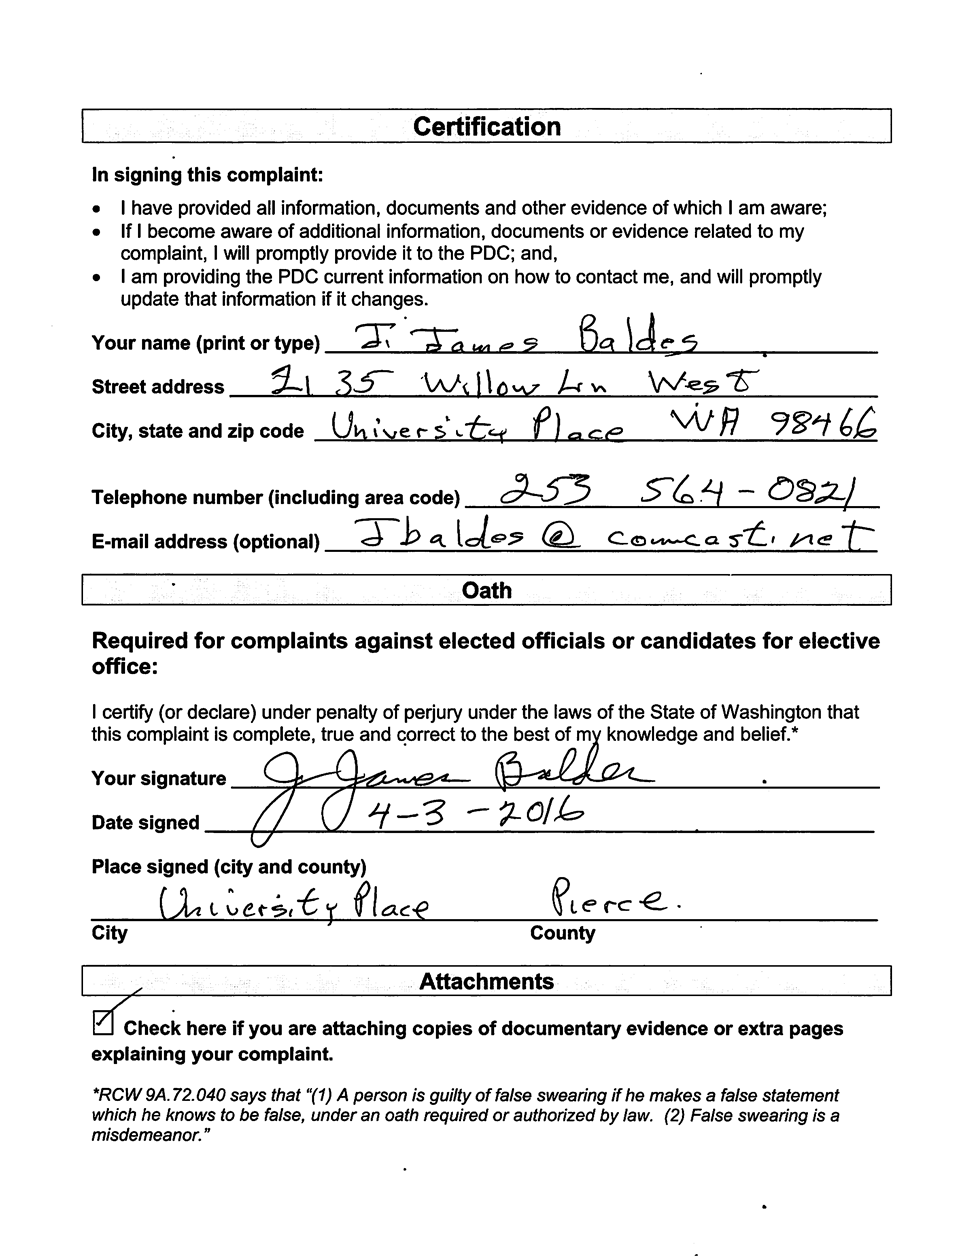 Certification
In signing this complaint:
• I have provided all information, documents and other evidence of which I am aware;
• If I become aware of additional information, documents or evidence related to my
complaint, I will promptly provide it to the PDC; and,
• I am providing the PDC current information on how to contact me, and will promptly
update that information if it changes.
Your name (print or type) J. James Baldes
Street address 2135 Willow Ln West
City, state and zip code University Place WA 98466
Telephone number (including area code) 253 564-0821
E-mail address (optional) Jbaldes@comcast.net
Oath
Required for complaints against elected officials or candidates for elective
office:
I certify (or declare) under penalty of perjury under the laws of the State of Washington that
this complaint is complete, true and correct to the best of my knowledge and belief.*
Your signature J James Baldes
Date signed 4-3-2016
Place signed (city and county)
University Place Pierce.
City County
Attachments
Check here if you are attaching copies of documentary evidence or extra pages
explaining your complaint.
*RCW 9A.72.040 says that "(1) A person is guilty of false swearing if he makes a false statement
which he knows to be false, under an oath required or authorized by law. (2) False swearing is a
misdemeanor."